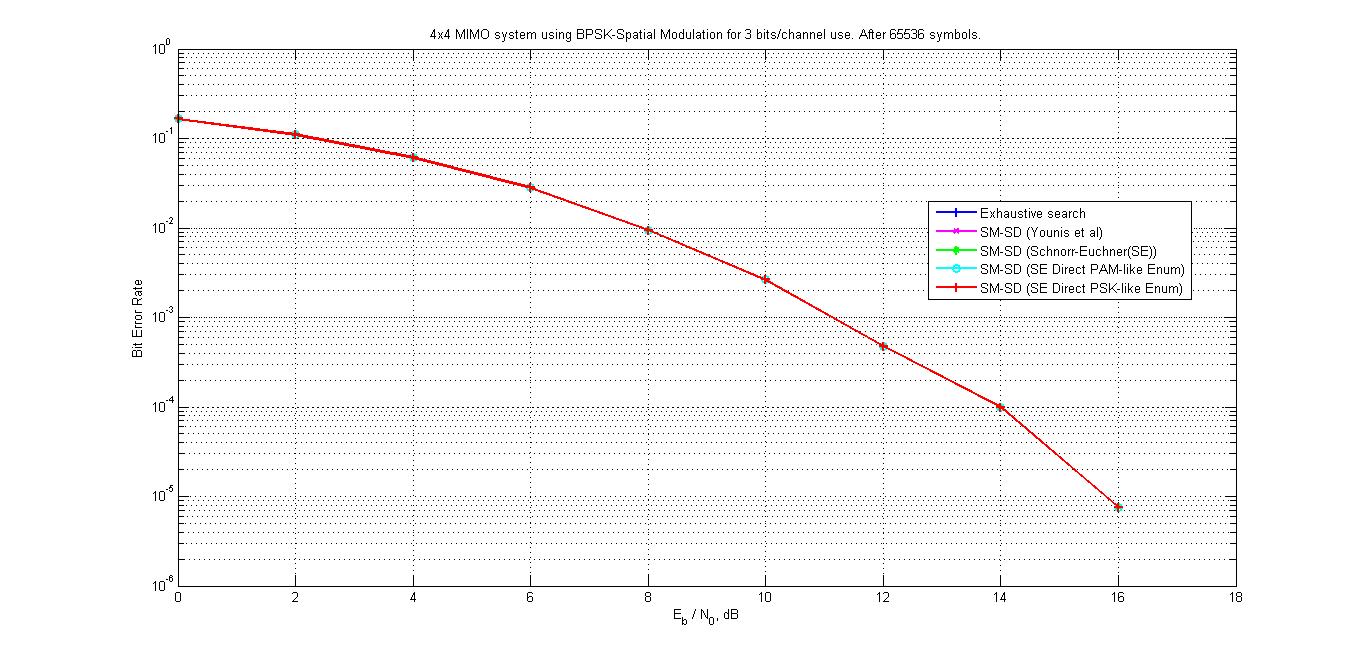 4x4 MIMO system using BPSK-Spatial Modulation for 3 bits/channel use. After 65536 symbols.
10^0
10^-1
10^-2
10^-3
10^-4
10^-5
10^-6
Bit Error Rate
Exhaustive search
SM-SD (Younis et al)
SM-SD (Schnorr-Euchner(SE))
SM-SD (SE Direct PAM-like Enum)
SM-SD (SE Direct PSK-like Enum)
0 2 4 6 8 10 12 14 16 18
E_b / N_0, dB